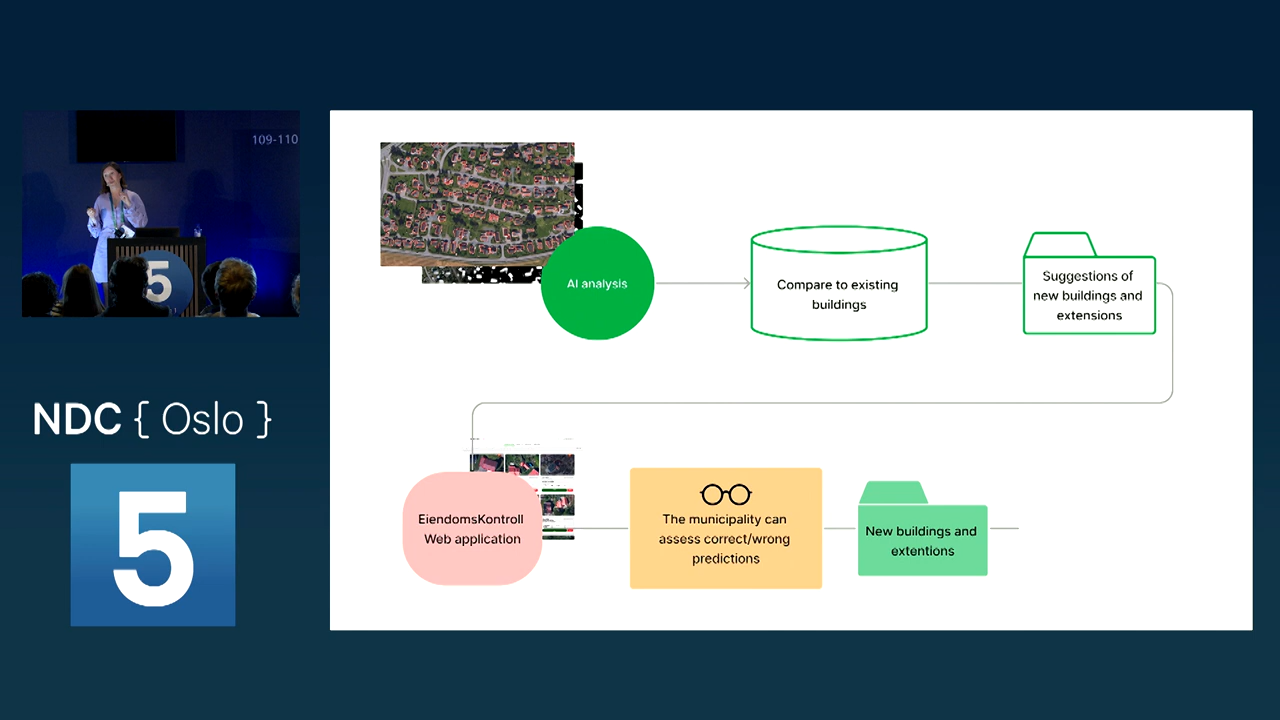 109-110
5
NDC { Oslo }
5
AI analysis
Compare to existing
buildings
Suggestions of
new buildings and
extensions
EiendomsKontroll
Web application
The municipality can
assess correct/wrong
predictions
New buildings and
extentions